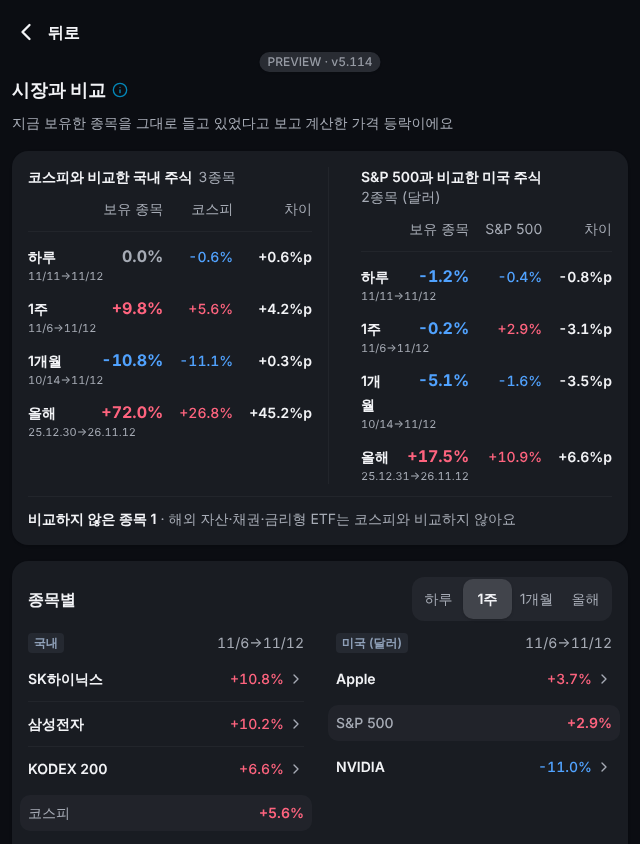 뒤로
PREVIEW · v5.114
시장과 비교
지금 보유한 종목을 그대로 들고 있었다고 보고 계산한 가격 등락이에요
코스피와 비교한 국내 주식 3종목
보유 종목 코스피 차이
하루 0.0% -0.6% +0.6%p
11/11→11/12
1주 +9.8% +5.6% +4.2%p
11/6→11/12
1개월 -10.8% -11.1% +0.3%p
10/14→11/12
올해 +72.0% +26.8% +45.2%p
25.12.30→26.11.12
S&P 500과 비교한 미국 주식
2종목 (달러)
보유 종목 S&P 500 차이
하루 -1.2% -0.4% -0.8%p
11/11→11/12
1주 -0.2% +2.9% -3.1%p
11/6→11/12
1개 -5.1% -1.6% -3.5%p
월
10/14→11/12
올해 +17.5% +10.9% +6.6%p
25.12.31→26.11.12
비교하지 않은 종목 1 · 해외 자산·채권·금리형 ETF는 코스피와 비교하지 않아요
종목별
하루 1주 1개월 올해
국내 11/6→11/12
SK하이닉스 +10.8%
삼성전자 +10.2%
KODEX 200 +6.6%
코스피 +5.6%
미국 (달러) 11/6→11/12
Apple +3.7%
S&P 500 +2.9%
NVIDIA -11.0%